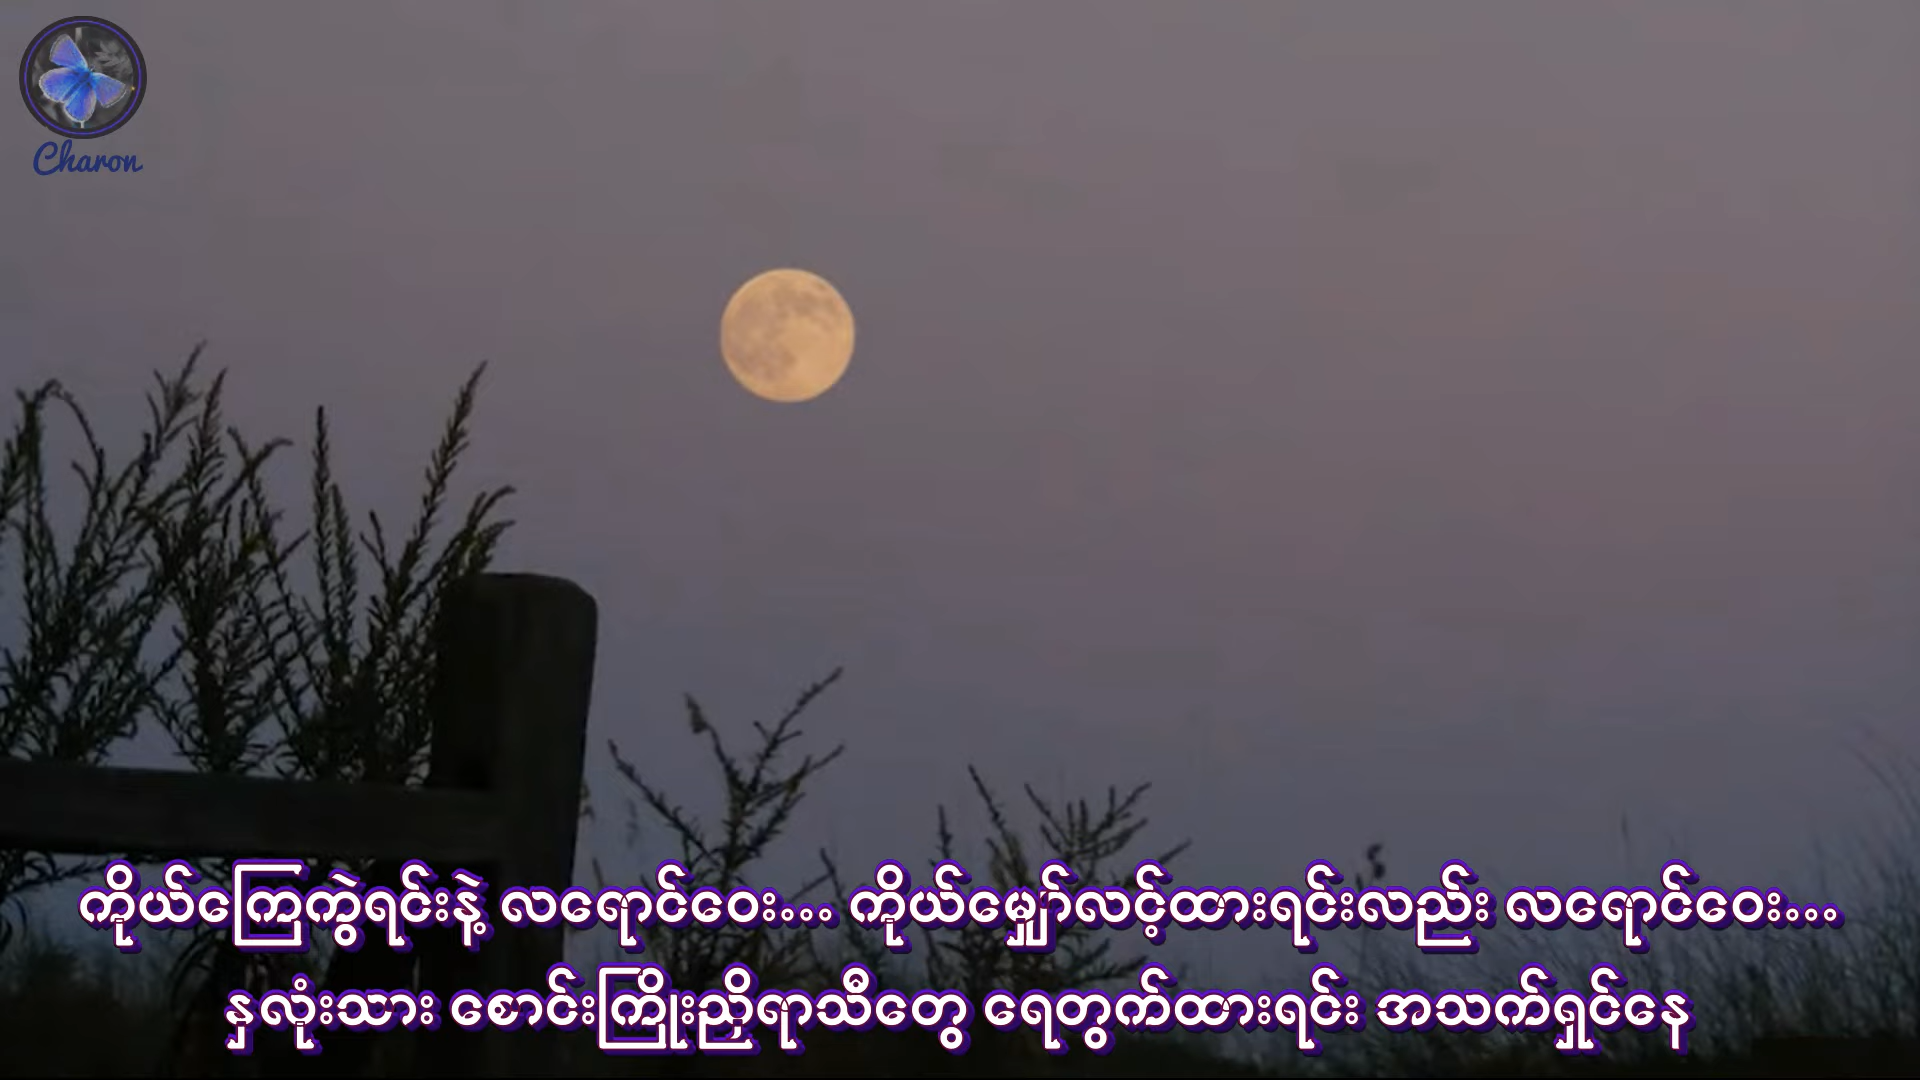 Charon
ကိုယ်ကြေကွဲရင်းနဲ့ လရောင်ဝေး... ကိုယ်မျှော်လင့်ထားရင်းလည်း လရောင်ဝေး...
နှလုံးသား စောင်းကြိုးညှိရာသီတွေ ရေတွက်ထားရင်း အသက်ရှင်နေ